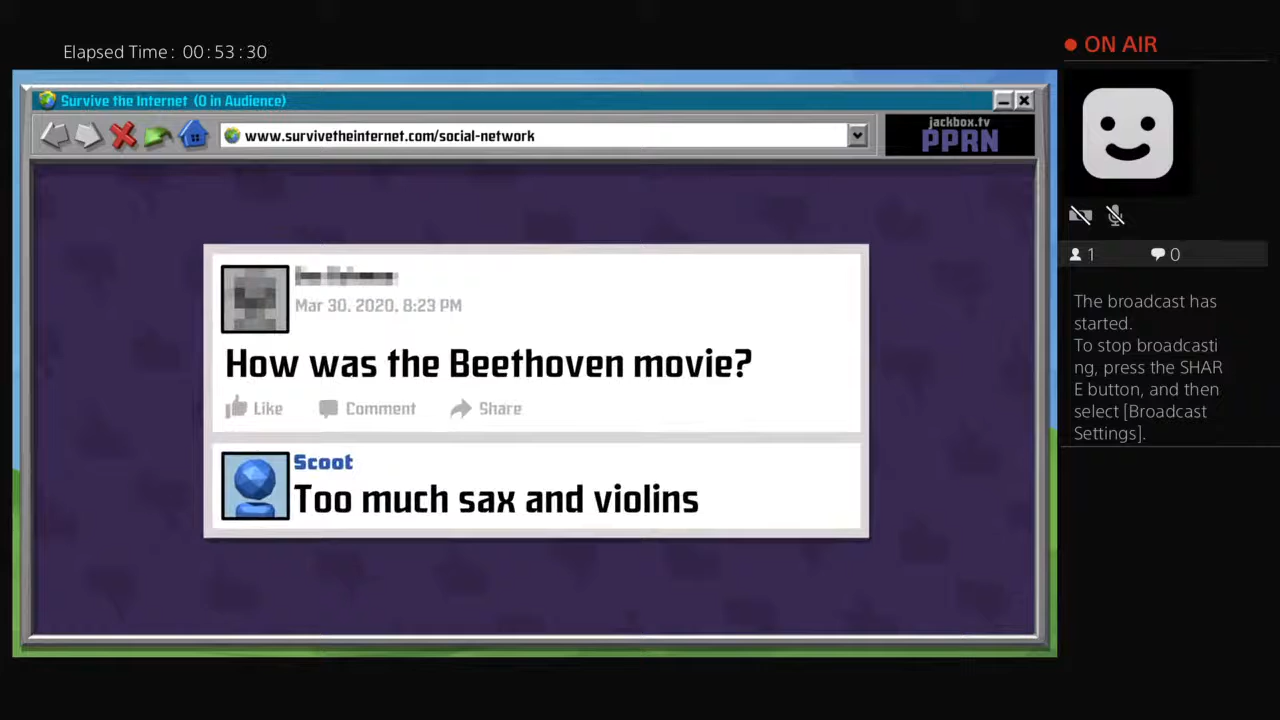 Elapsed Time: 00:53:30
ON AIR
Survive the Internet (0 in Audience)
www.survivetheinternet.com/social-network
jackbox.tv
PPRN
Mar 30, 2020, 8:23 PM
How was the Beethoven movie?
Like Comment Share
Scoot
Too much sax and violins
1 0
The broadcast has
started.
To stop broadcasti
ng, press the SHAR
E button, and then
select [Broadcast
Settings].